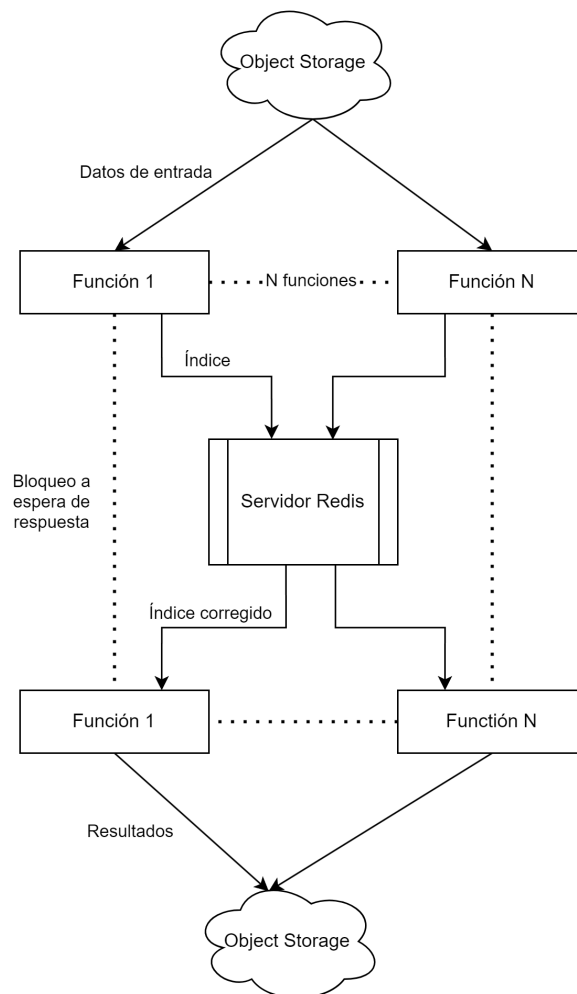 Object Storage
Datos de entrada
Función 1
N funciones
Función N
Índice
Servidor Redis
Bloqueo a
espera de
respuesta
Índice corregido
Función 1
Functión N
Resultados
Object Storage